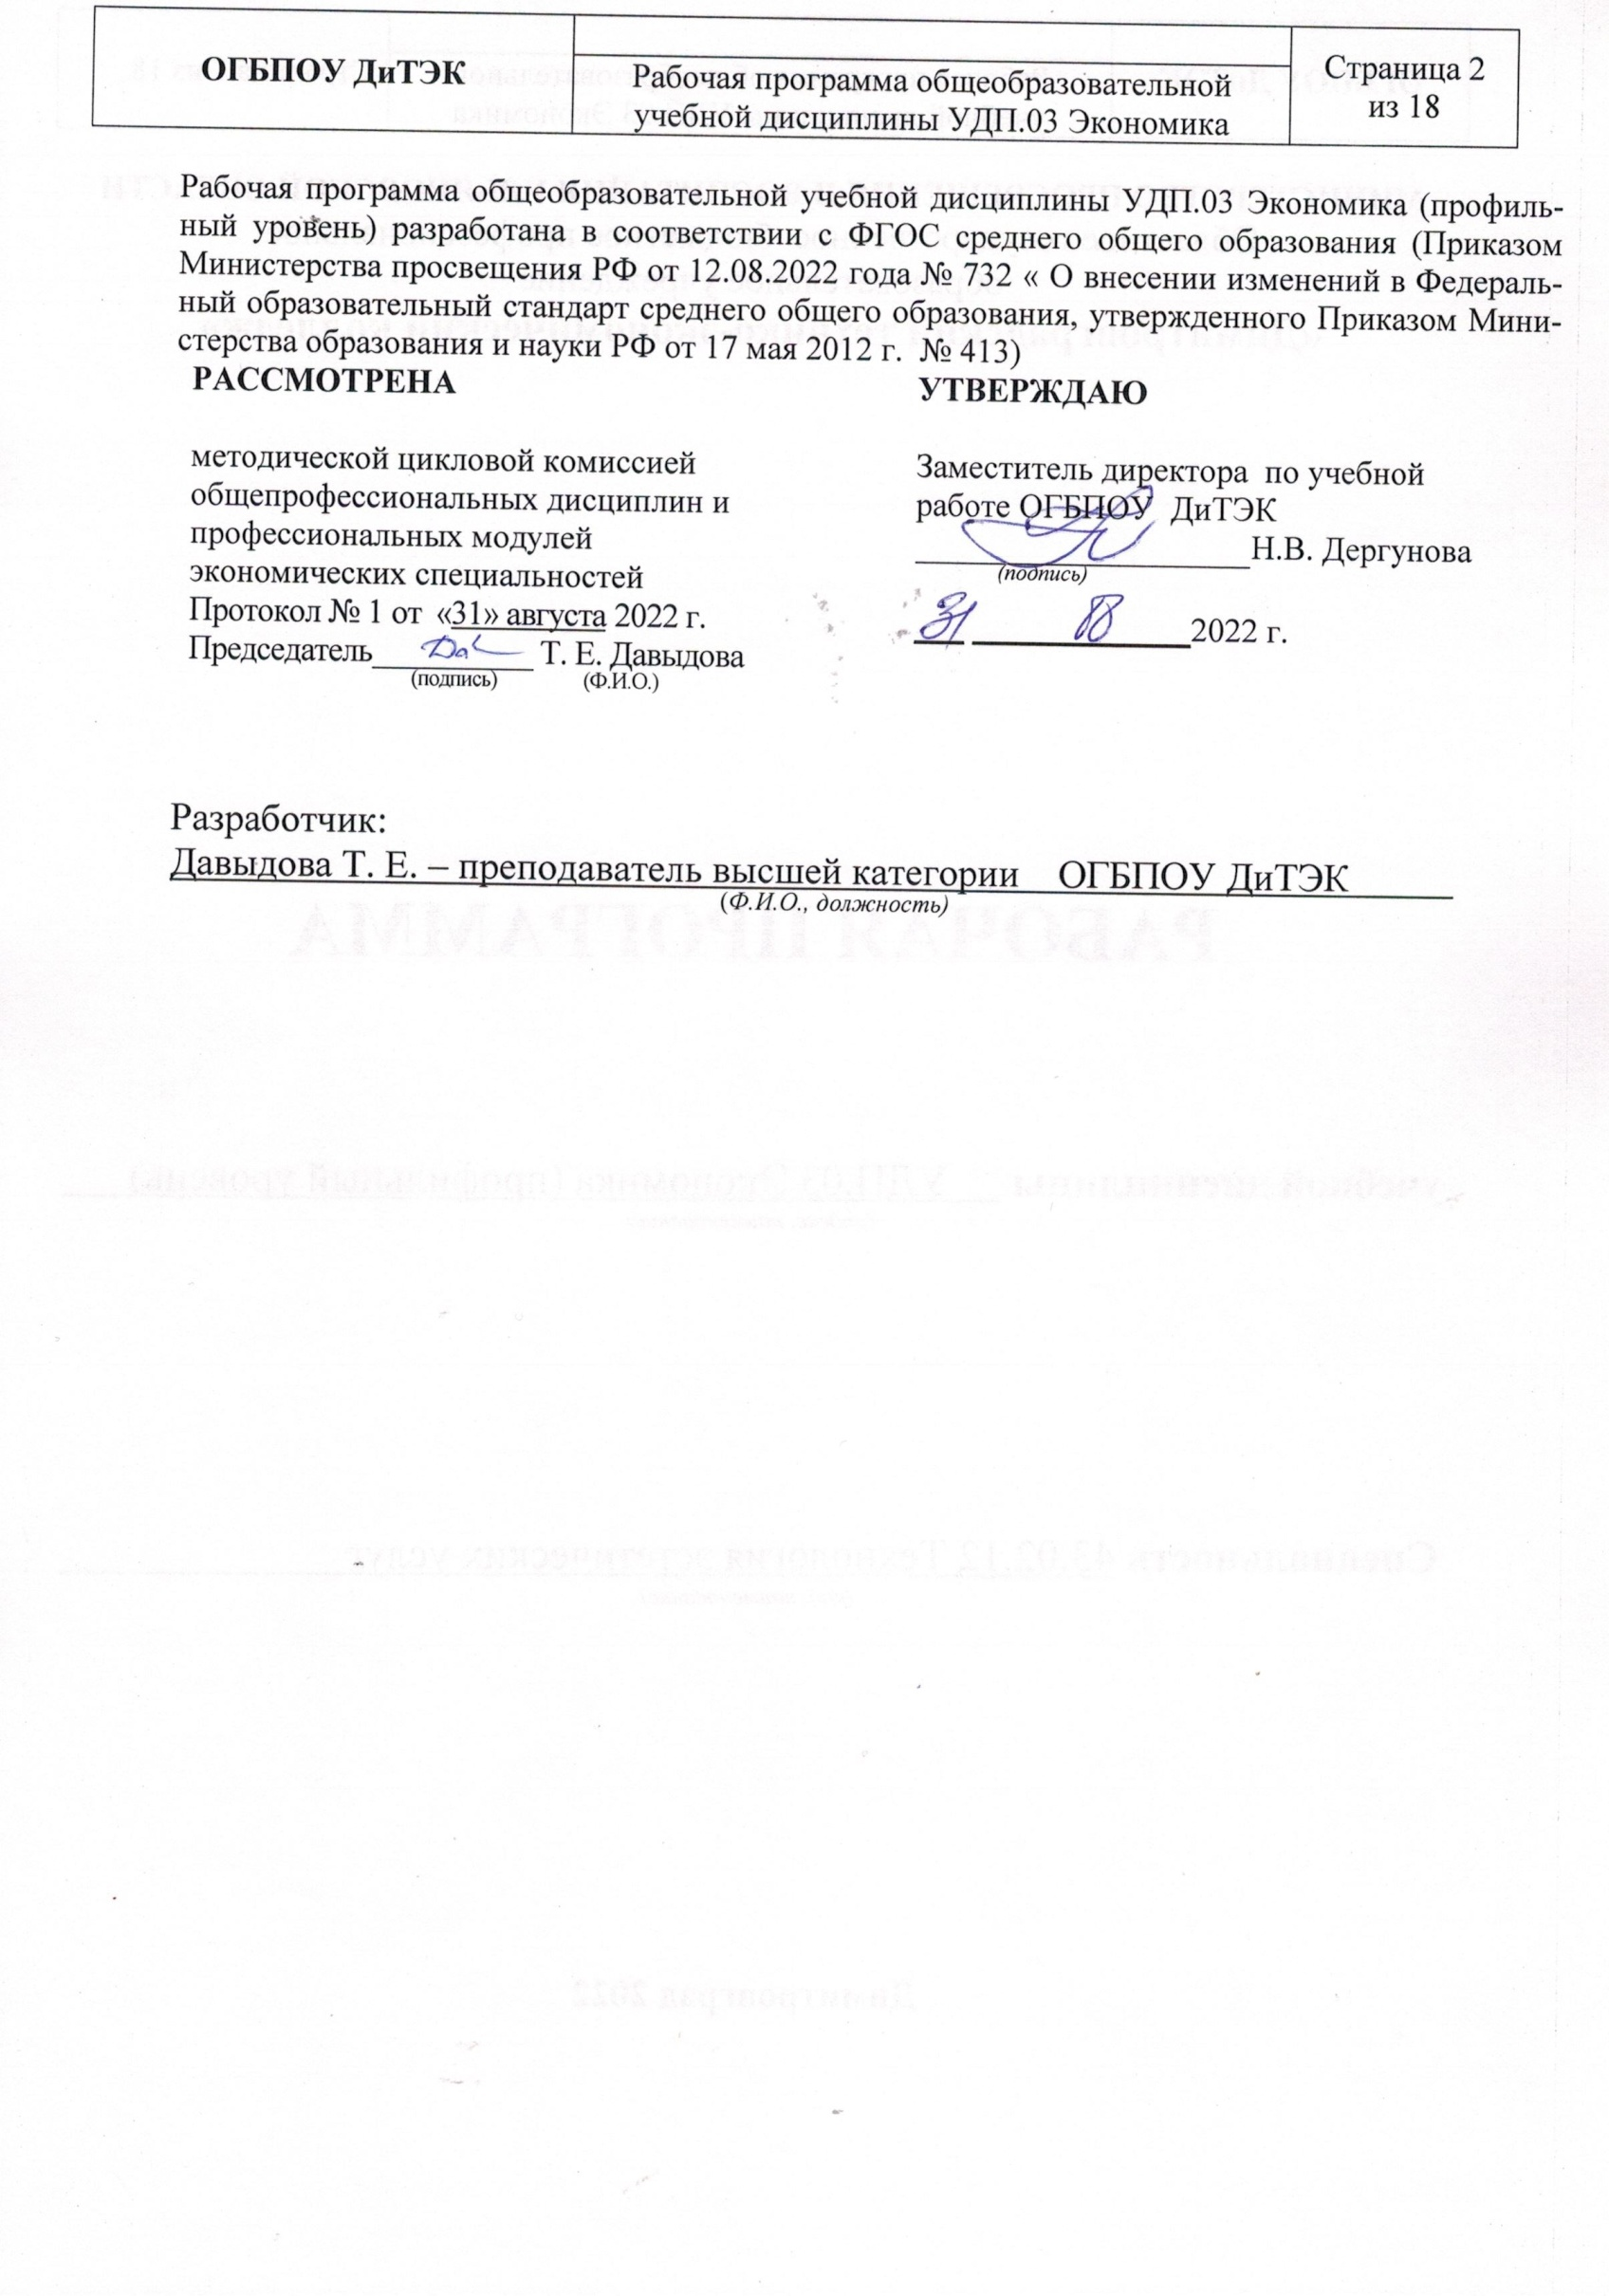 ОГБПОУ ДиТЭК
Рабочая программа общеобразовательной
учебной дисциплины УДП.03 Экономика
Страница 2
из 18
Рабочая программа общеобразовательной учебной дисциплины УДП.03 Экономика (профиль-
ный уровень) разработана в соответствии с ФГОС среднего общего образования (Приказом
Министерства просвещения РФ от 12.08.2022 года № 732 « О внесении изменений в Федераль-
ный образовательный стандарт среднего общего образования, утвержденного Приказом Мини-
стерства образования и науки РФ от 17 мая 2012 г. № 413)
РАССМОТРЕНА
методической цикловой комиссией
общепрофессиональных дисциплин и
профессиональных модулей
экономических специальностей
Протокол № 1 от «31» августа 2022 г.
Председатель Т. Е. Давыдова
(подпись) (Ф.И.О.)
УТВЕРЖДАЮ
Заместитель директора по учебной
работе ОГБПОУ ДиТЭК
Н.В. Дергунова
(подпись)
31 2022 г.
Разработчик:
Давыдова Т. Е. – преподаватель высшей категории ОГБПОУ ДиТЭК
(Ф.И.О., должность)